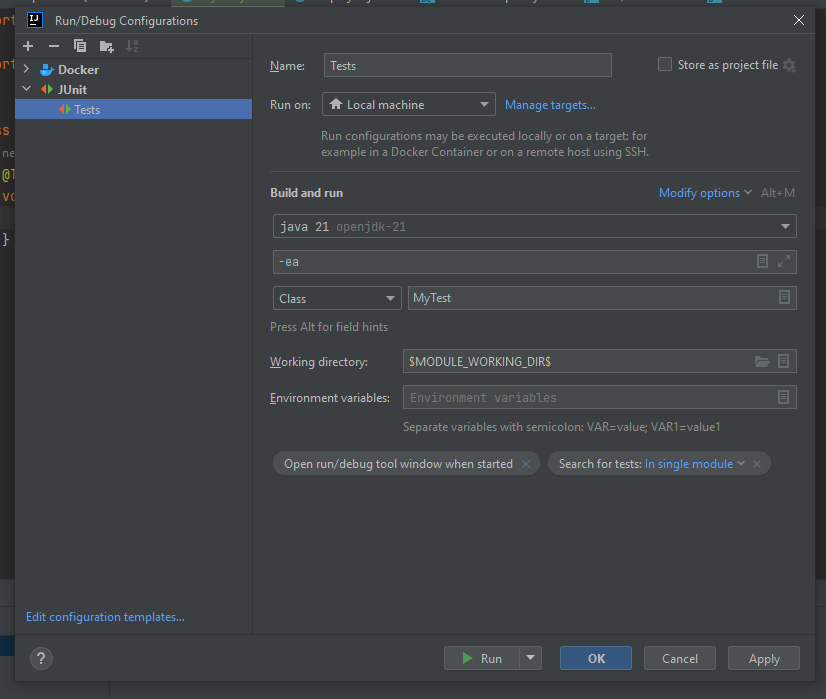 Run/Debug Configurations
Docker
JUnit
Tests
Name: Tests
Store as project file
Run on: Local machine Manage targets...
Run configurations may be executed locally or on a target: for
example in a Docker Container or on a remote host using SSH.
Build and run
Modify options Alt+M
java 21 openjdk-21
-ea
Class MyTest
Press Alt for field hints
Working directory: $MODULE_WORKING_DIR$
Environment variables: Environment variables
Separate variables with semicolon: VAR=value; VAR1=value1
Open run/debug tool window when started
Search for tests: In single module
Edit configuration templates...
?
Run
OK
Cancel
Apply